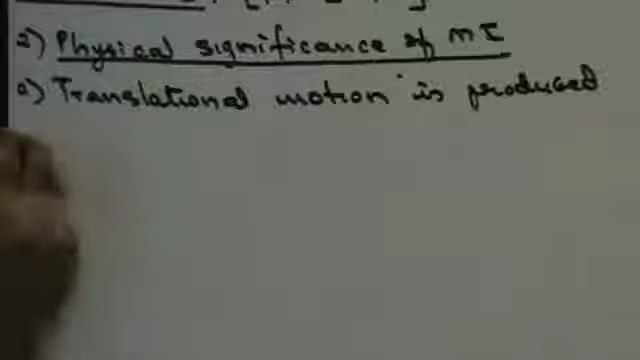 2) Physical significance of MI
a) Translational motion is produced